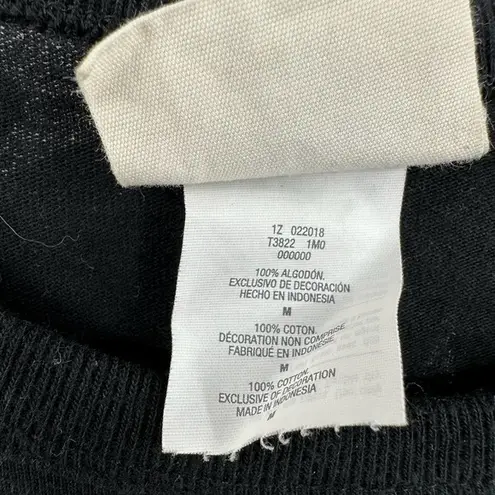 1Z 022018
T3822 1M0
000000
100% ALGODÓN.
EXCLUSIVO DE DECORACIÓN
HECHO EN INDONESIA
M
100% COTON.
DÉCORATION NON COMPRISE
FABRIQUÉ EN INDONÉSIE
M
100% COTTON.
EXCLUSIVE OF DECORATION
MADE IN INDONESIA
M